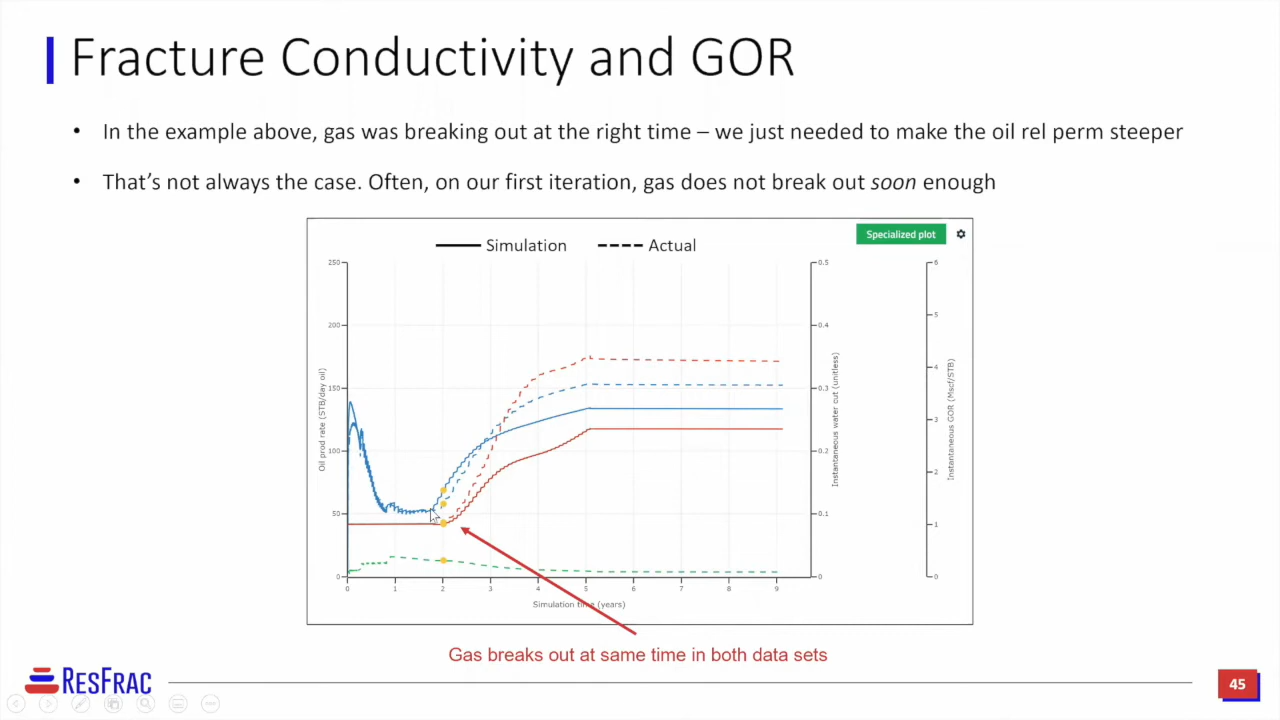 Fracture Conductivity and GOR
• In the example above, gas was breaking out at the right time – we just needed to make the oil rel perm steeper
• That's not always the case. Often, on our first iteration, gas does not break out soon enough
Simulation Actual
Specialized plot
250
200
150
100
50
0
Oil prod rate (STB/day oil)
0.5
0.4
0.3
0.2
0.1
0
Instantaneous water cut (unitless)
6
5
4
3
2
1
0
Instantaneous GOR (Mscf/STB)
0 1 2 3 4 5 6 7 8 9
Simulation time (years)
Gas breaks out at same time in both data sets
RESFRAC
45